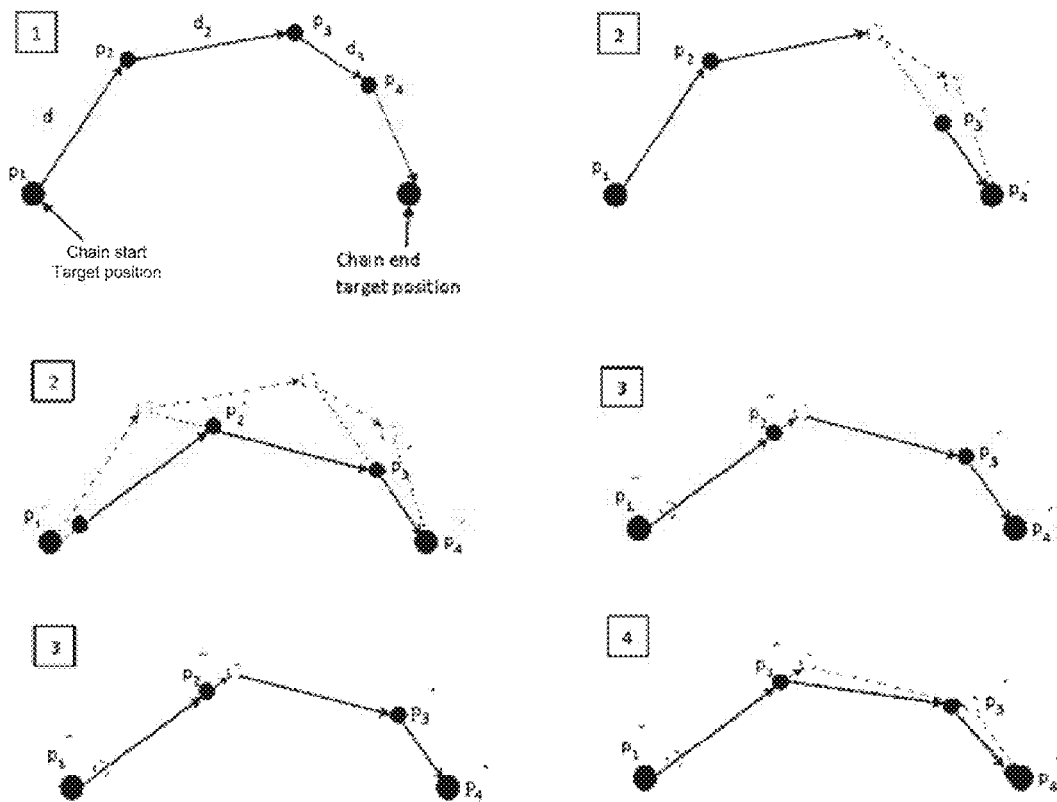 1
d₂
p₃
p₂
d₃
p₄
d
p₁
Chain start
Target position
Chain end
target position
2
p₂
p₃
p₁
p₄
2
p₂
p₃
p₁
p₄
3
p₂
p₁
p₃
p₄
3
p₂
p₃
p₁
p₄
4
p₂
p₃
p₁
p₄